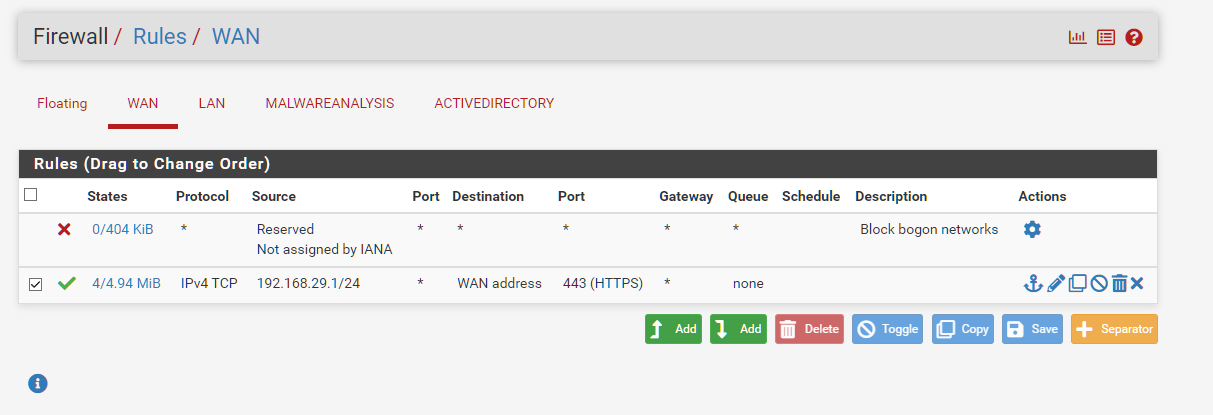 Firewall / Rules / WAN
Floating WAN LAN MALWAREANALYSIS ACTIVEDIRECTORY
Rules (Drag to Change Order)
States Protocol Source Port Destination Port Gateway Queue Schedule Description Actions
0/404 KiB * Reserved * * * * * Block bogon networks
Not assigned by IANA
4/4.94 MiB IPv4 TCP 192.168.29.1/24 * WAN address 443 (HTTPS) * none
Add Add Delete Toggle Copy Save Separator